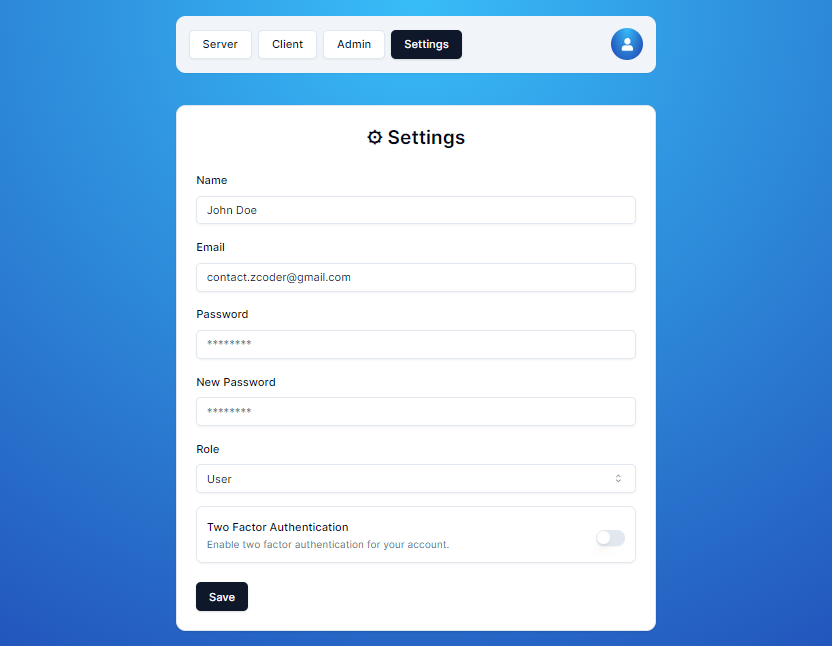 Server Client Admin Settings
⚙ Settings
Name
John Doe
Email
contact.zcoder@gmail.com
Password
********
New Password
********
Role
User
Two Factor Authentication
Enable two factor authentication for your account.
Save